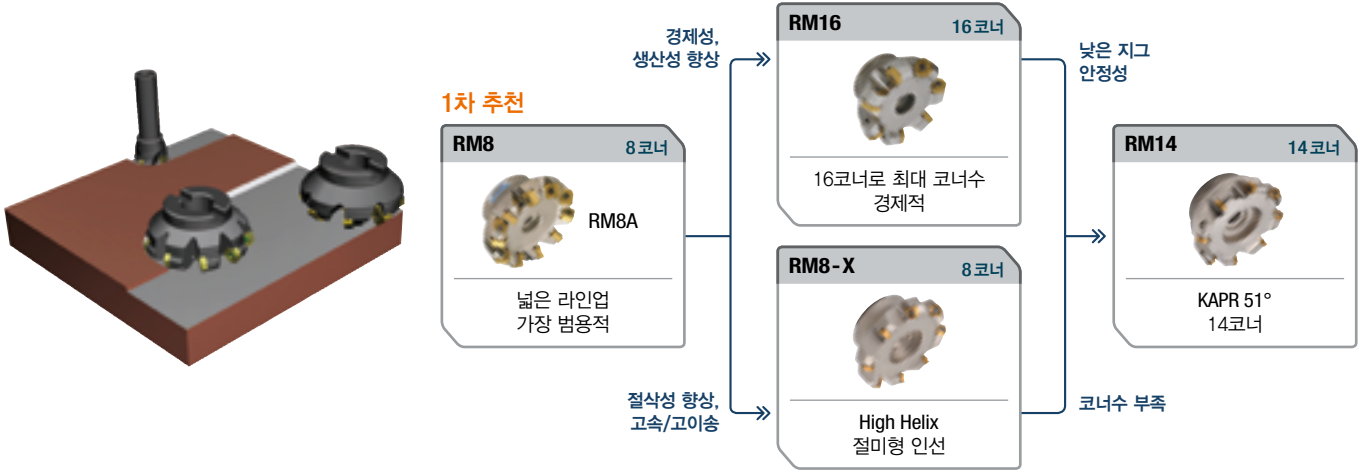 1차 추천
RM8 8코너
RM8A
넓은 라인업
가장 범용적
경제성,
생산성 향상
RM16 16코너
16코너로 최대 코너수
경제적
절삭성 향상,
고속/고이송
RM8-X 8코너
High Helix
절미형 인선
낮은 지그
안정성
코너수 부족
RM14 14코너
KAPR 51°
14코너